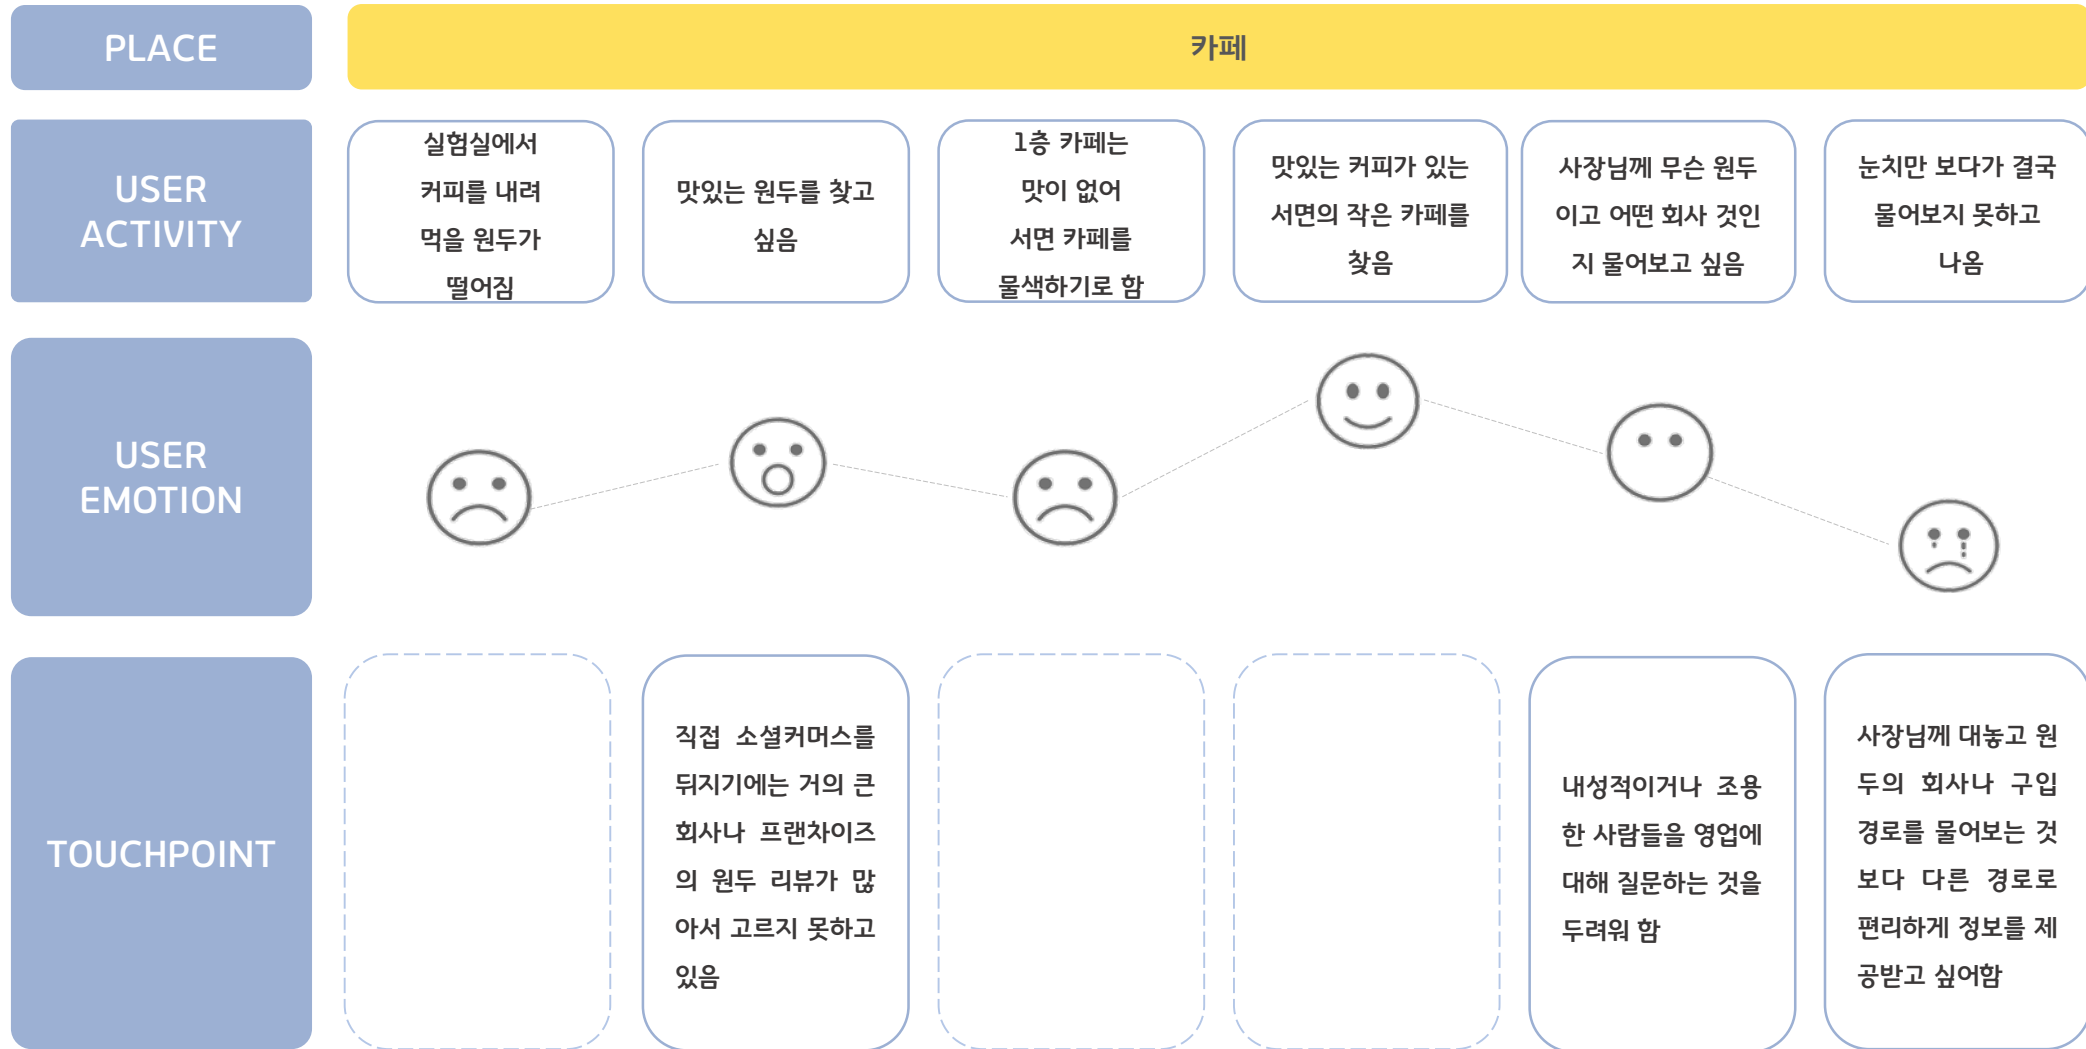 PLACE
카페
USER
ACTIVITY
실험실에서
커피를 내려
먹을 원두가
떨어짐
맛있는 원두를 찾고
싶음
1층 카페는
맛이 없어
서면 카페를
물색하기로 함
맛있는 커피가 있는
서면의 작은 카페를
찾음
사장님께 무슨 원두
이고 어떤 회사 것인
지 물어보고 싶음
눈치만 보다가 결국
물어보지 못하고
나옴
USER
EMOTION
TOUCHPOINT
직접 소셜커머스를
뒤지기에는 거의 큰
회사나 프랜차이즈
의 원두 리뷰가 많
아서 고르지 못하고
있음
내성적이거나 조용
한 사람들을 영업에
대해 질문하는 것을
두려워 함
사장님께 대놓고 원
두의 회사나 구입
경로를 물어보는 것
보다 다른 경로로
편리하게 정보를 제
공받고 싶어함